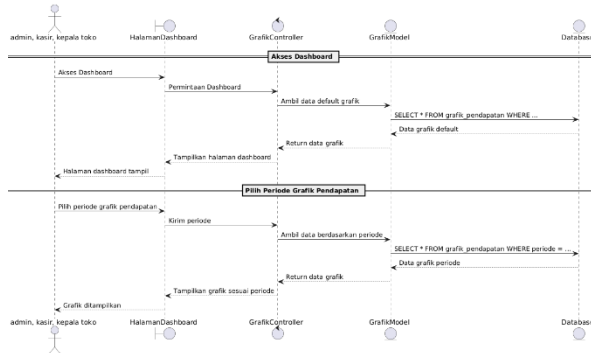 admin, kasir, kepala toko HalamanDashboard GrafikController GrafikModel Databas
Akses Dashboard
Akses Dashboard
Permintaan Dashboard
Ambil data default grafik
SELECT * FROM grafik_pendapatan WHERE ...
Data grafik default
Return data grafik
Tampilkan halaman dashboard
Halaman dashboard tampil
Pilih Periode Grafik Pendapatan
Pilih periode grafik pendapatan
Kirim periode
Ambil data berdasarkan periode
SELECT * FROM grafik_pendapatan WHERE periode = ...
Data grafik periode
Return data grafik
Tampilkan grafik sesuai periode
Grafik ditampilkan
admin, kasir, kepala toko HalamanDashboard GrafikController GrafikModel Databas